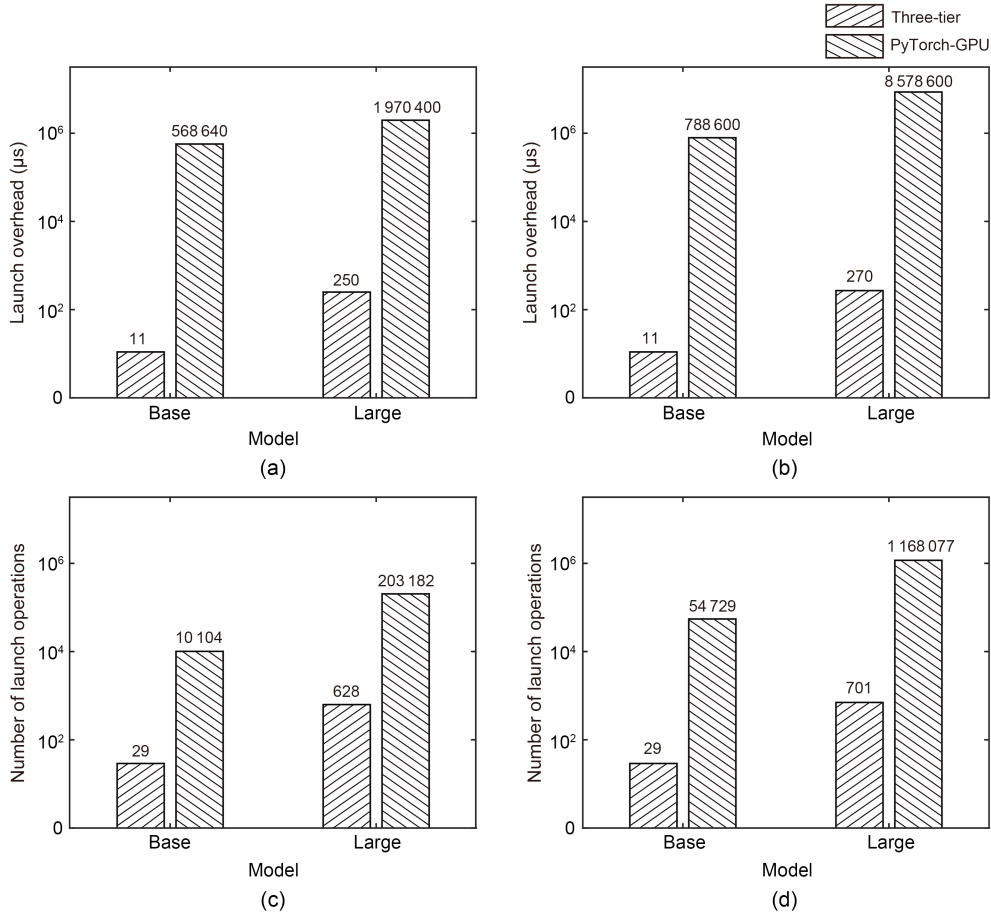 Three-tier
PyTorch-GPU
Launch overhead (μs)
10⁶
10⁴
10²
0
11
568 640
250
1 970 400
Base
Large
Model
(a)
Launch overhead (μs)
10⁶
10⁴
10²
0
11
788 600
270
8 578 600
Base
Large
Model
(b)
Number of launch operations
10⁶
10⁴
10²
0
29
10 104
628
203 182
Base
Large
Model
(c)
Number of launch operations
10⁶
10⁴
10²
0
29
54 729
701
1 168 077
Base
Large
Model
(d)